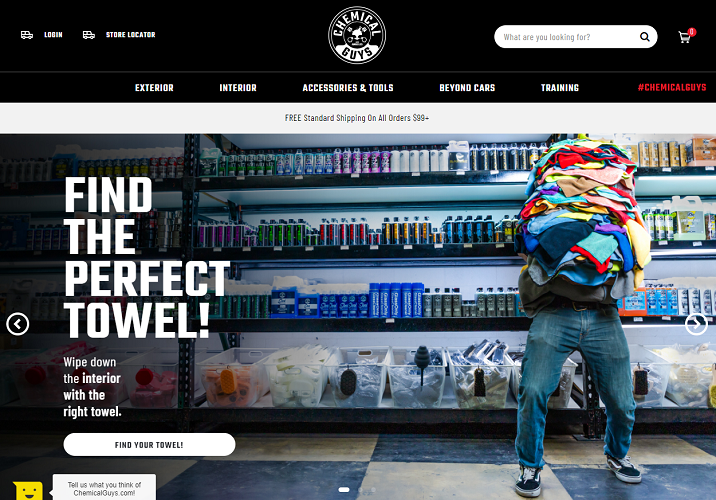 LOGIN
STORE LOCATOR
CHEMICAL
GUYS
What are you looking for?
0
EXTERIOR
INTERIOR
ACCESSORIES & TOOLS
BEYOND CARS
TRAINING
#CHEMICALGUYS
FREE Standard Shipping On All Orders $99+
FIND
THE
PERFECT
TOWEL!
Wipe down
the interior
with the
right towel.
FIND YOUR TOWEL!
Tell us what you think of
ChemicalGuys.com!